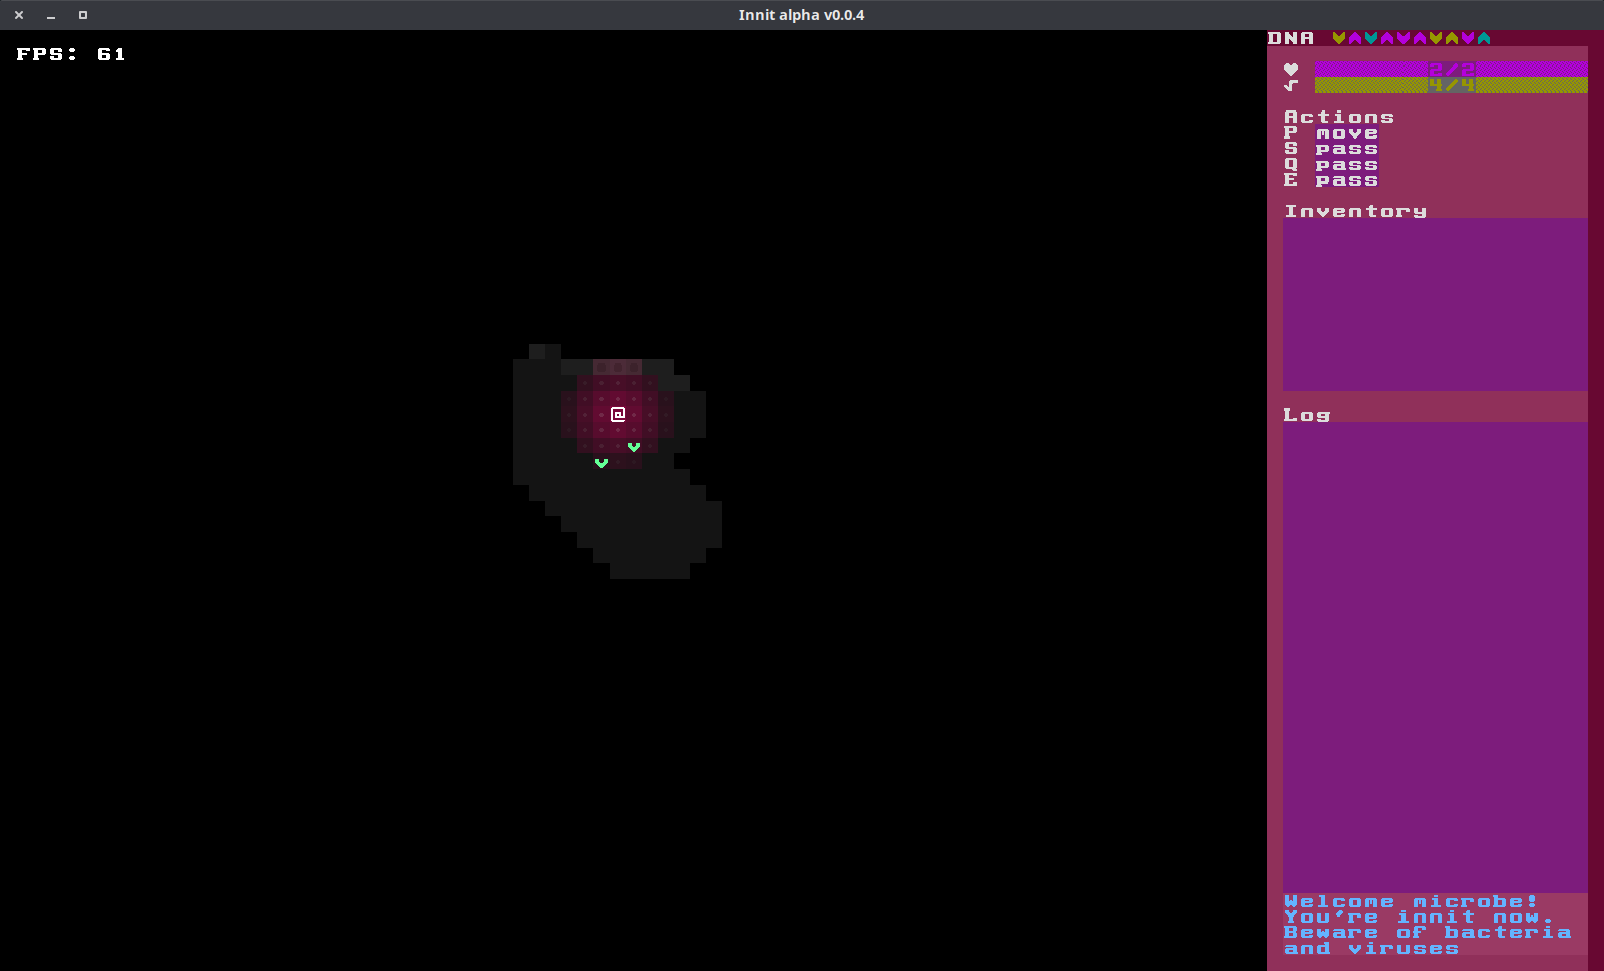 Innit alpha v0.0.4
FPS: 61
DNA
2/2
4/4
Actions
P move
S pass
Q pass
E pass
Inventory
Log
@
Welcome microbe!
You're innit now.
Beware of bacteria
and viruses